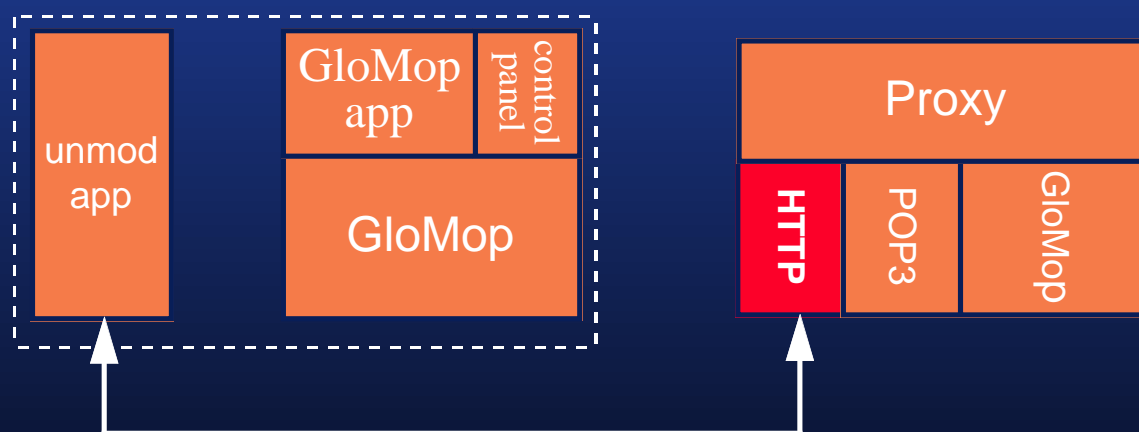 unmod
app
GloMop
app
control
panel
GloMop
Proxy
HTTP
POP3
GloMop